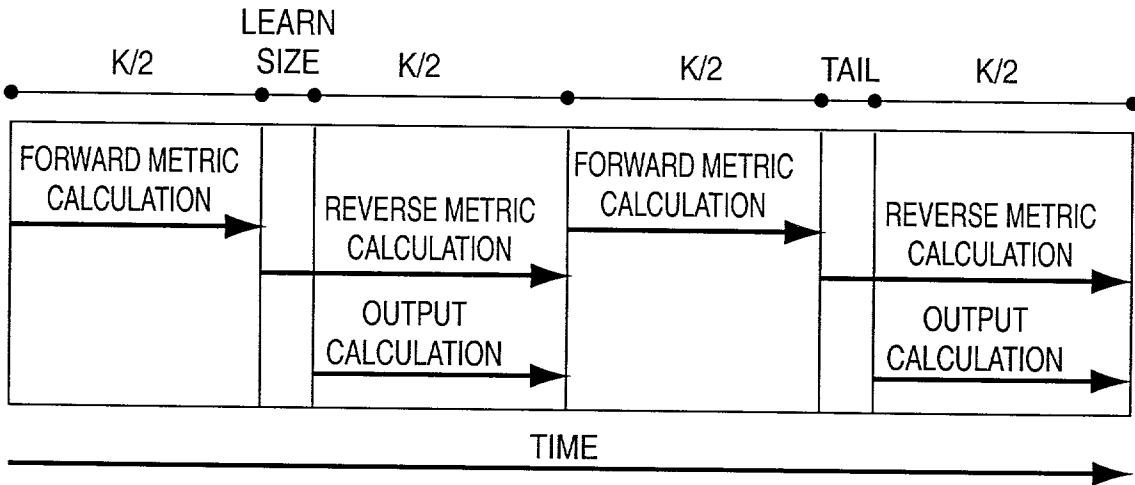 K/2
LEARN
SIZE
K/2
K/2
TAIL
K/2
FORWARD METRIC
CALCULATION
REVERSE METRIC
CALCULATION
OUTPUT
CALCULATION
FORWARD METRIC
CALCULATION
REVERSE METRIC
CALCULATION
OUTPUT
CALCULATION
TIME